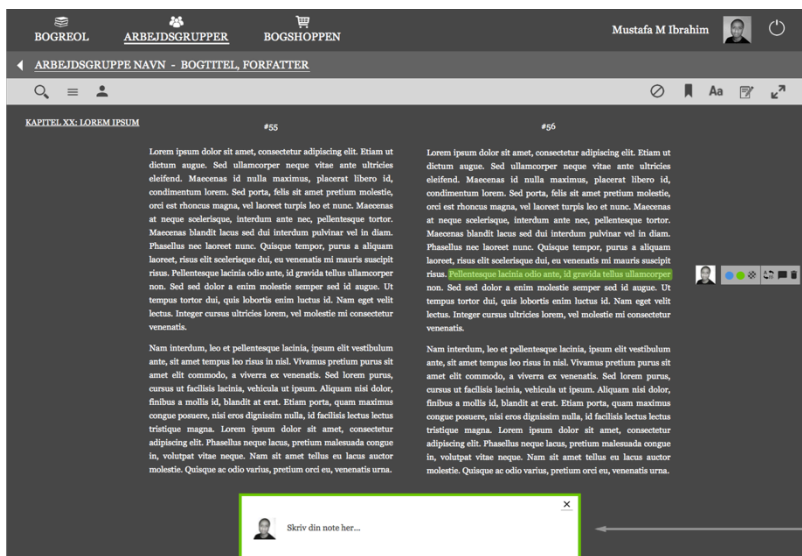 BOGREOL
ARBEJDSGRUPPER
BOGSHOPPEN
Mustafa M Ibrahim
ARBEJDSGRUPPE NAVN - BOGTITEL, FORFATTER
Aa
KAPITEL XX: LOREM IPSUM
#55
Lorem ipsum dolor sit amet, consectetur adipiscing elit. Etiam ut
dictum augue. Sed ullamcorper neque vitae ante ultricies
eleifend. Maecenas id nulla maximus, placerat libero id,
condimentum lorem. Sed porta, felis sit amet pretium molestie,
orci est rhoncus magna, vel laoreet turpis leo et nunc. Maecenas
at neque scelerisque, interdum ante nec, pellentesque tortor.
Maecenas blandit lacus sed dui interdum pulvinar vel in diam.
Phasellus nec laoreet nunc. Quisque tempor, purus a aliquam
laoreet, risus elit scelerisque dui, eu venenatis mi mauris suscipit
risus. Pellentesque lacinia odio ante, id gravida tellus ullamcorper
non. Sed sed dolor a enim molestie semper sed id augue. Ut
tempus tortor dui, quis lobortis enim luctus id. Nam eget velit
lectus. Integer cursus ultricies lorem, vel molestie mi consectetur
venenatis.
Nam interdum, leo et pellentesque lacinia, ipsum elit vestibulum
ante, sit amet tempus leo risus in nisl. Vivamus pretium purus sit
amet elit commodo, a viverra ex venenatis. Sed lorem purus,
cursus ut facilisis lacinia, vehicula ut ipsum. Aliquam nisi dolor,
finibus a mollis id, blandit at erat. Etiam porta, quam maximus
congue posuere, nisi eros dignissim nulla, id facilisis lectus lectus
tristique magna. Lorem ipsum dolor sit amet, consectetur
adipiscing elit. Phasellus neque lacus, pretium malesuada congue
in, volutpat vitae neque. Nam sit amet tellus eu lacus auctor
molestie. Quisque ac odio varius, pretium orci eu, venenatis urna.
#56
Lorem ipsum dolor sit amet, consectetur adipiscing elit. Etiam ut
dictum augue. Sed ullamcorper neque vitae ante ultricies
eleifend. Maecenas id nulla maximus, placerat libero id,
condimentum lorem. Sed porta, felis sit amet pretium molestie,
orci est rhoncus magna, vel laoreet turpis leo et nunc. Maecenas
at neque scelerisque, interdum ante nec, pellentesque tortor.
Maecenas blandit lacus sed dui interdum pulvinar vel in diam.
Phasellus nec laoreet nunc. Quisque tempor, purus a aliquam
laoreet, risus elit scelerisque dui, eu venenatis mi mauris suscipit
risus. Pellentesque lacinia odio ante, id gravida tellus ullamcorper
non. Sed sed dolor a enim molestie semper sed id augue. Ut
tempus tortor dui, quis lobortis enim luctus id. Nam eget velit
lectus. Integer cursus ultricies lorem, vel molestie mi consectetur
venenatis.
Nam interdum, leo et pellentesque lacinia, ipsum elit vestibulum
ante, sit amet tempus leo risus in nisl. Vivamus pretium purus sit
amet elit commodo, a viverra ex venenatis. Sed lorem purus,
cursus ut facilisis lacinia, vehicula ut ipsum. Aliquam nisi dolor,
finibus a mollis id, blandit at erat. Etiam porta, quam maximus
congue posuere, nisi eros dignissim nulla, id facilisis lectus lectus
tristique magna. Lorem ipsum dolor sit amet, consectetur
adipiscing elit. Phasellus neque lacus, pretium malesuada congue
in, volutpat vitae neque. Nam sit amet tellus eu lacus auctor
molestie. Quisque ac odio varius, pretium orci eu, venenatis urna.
Skriv din note her...